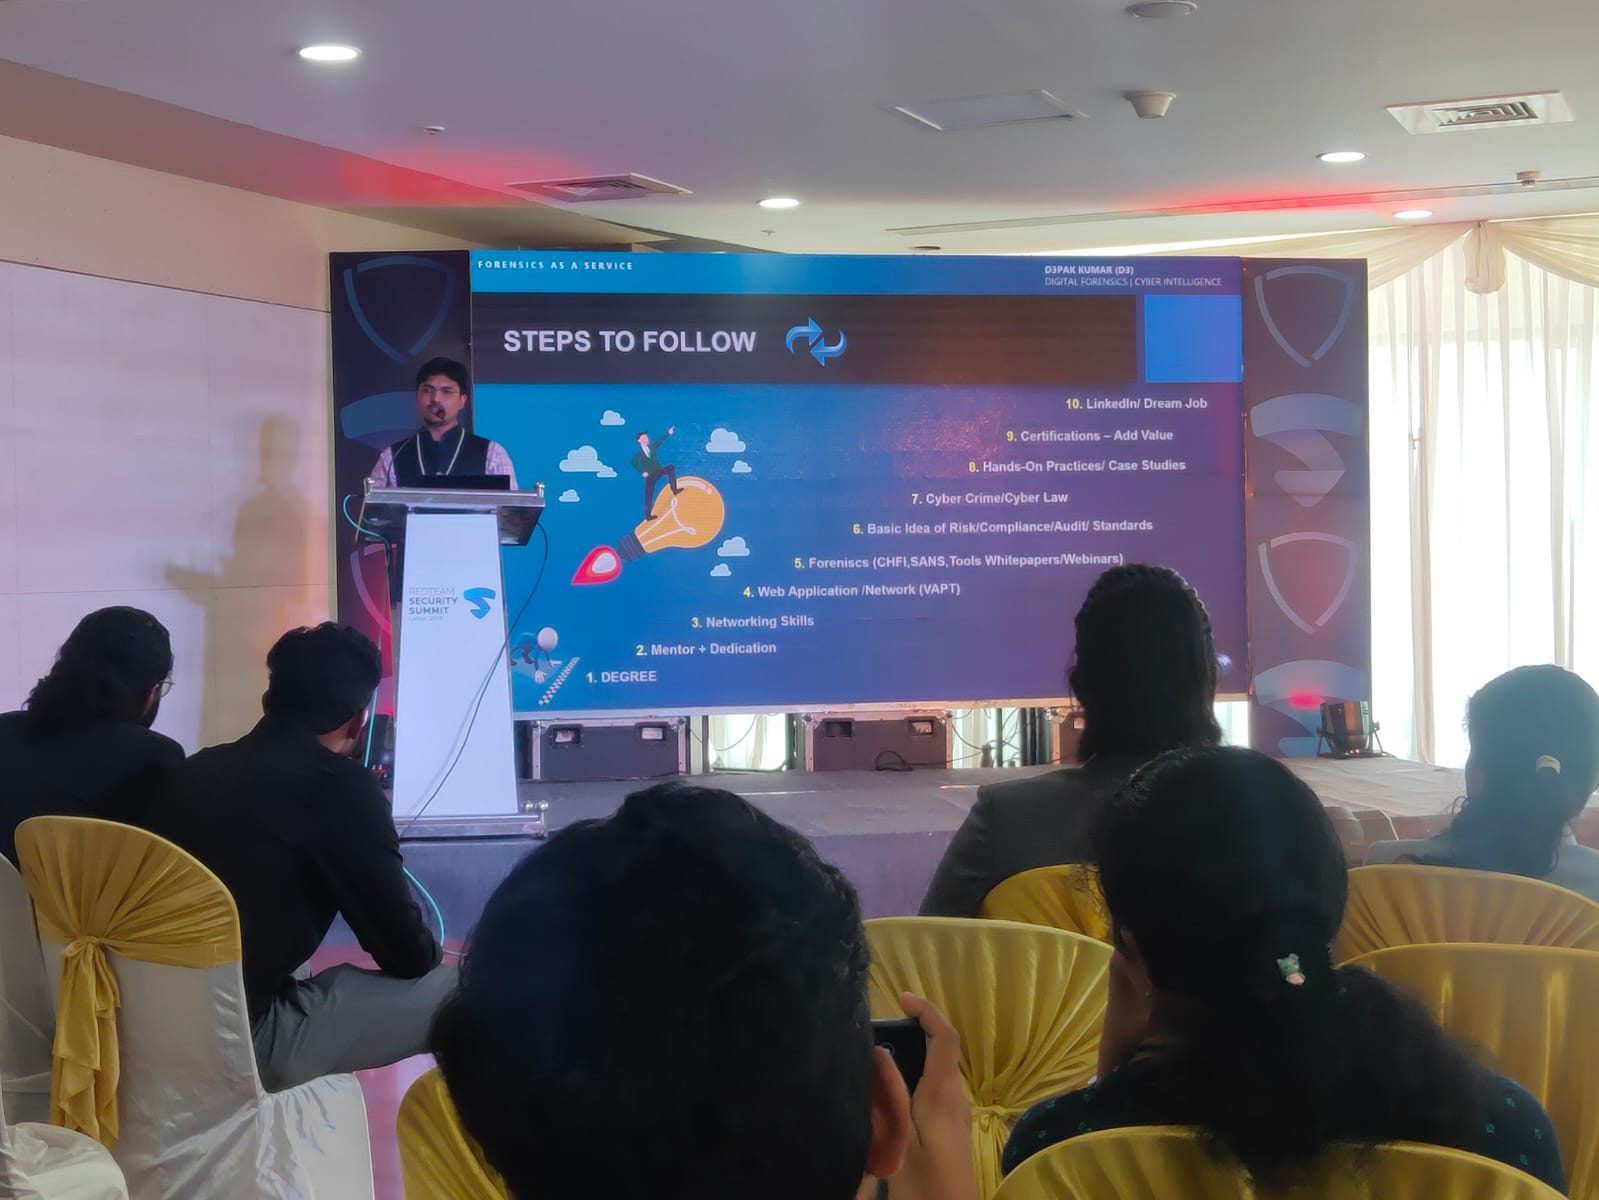 FORENSICS AS A SERVICE
D3PAK KUMAR (D3)
DIGITAL FORENSICS | CYBER INTELLIGENCE
STEPS TO FOLLOW
10. LinkedIn/ Dream Job
9. Certifications – Add Value
8. Hands-On Practices/ Case Studies
7. Cyber Crime/Cyber Law
6. Basic Idea of Risk/Compliance/Audit/ Standards
5. Foreniscs (CHFI,SANS,Tools Whitepapers/Webinars)
4. Web Application /Network (VAPT)
3. Networking Skills
2. Mentor + Dedication
1. DEGREE
REDTEAM
SECURITY
SUMMIT